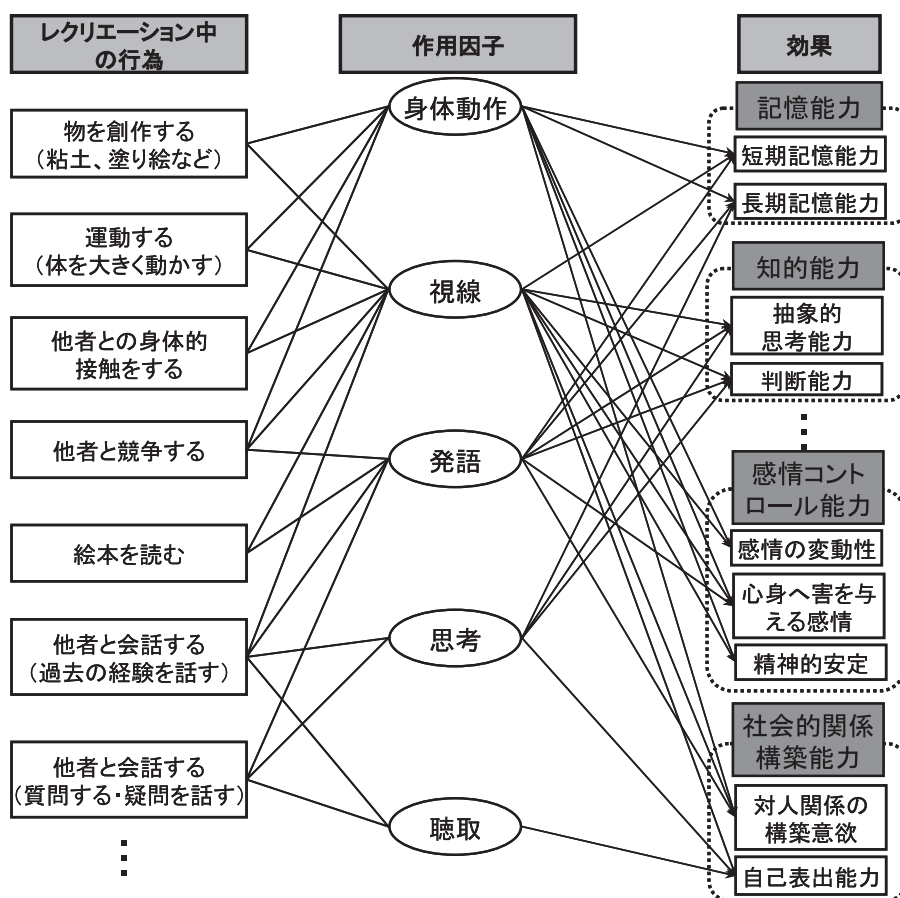 レクリエーション中
の行為
作用因子
効果
物を創作する
（粘土、塗り絵など）
運動する
（体を大きく動かす）
他者との身体的
接触をする
他者と競争する
絵本を読む
他者と会話する
（過去の経験を話す）
他者と会話する
（質問する・疑問を話す）
身体動作
視線
発語
思考
聴取
記憶能力
短期記憶能力
長期記憶能力
知的能力
抽象的
思考能力
判断能力
感情コント
ロール能力
感情の変動性
心身へ害を与
える感情
精神的安定
社会的関係
構築能力
対人関係の
構築意欲
自己表出能力